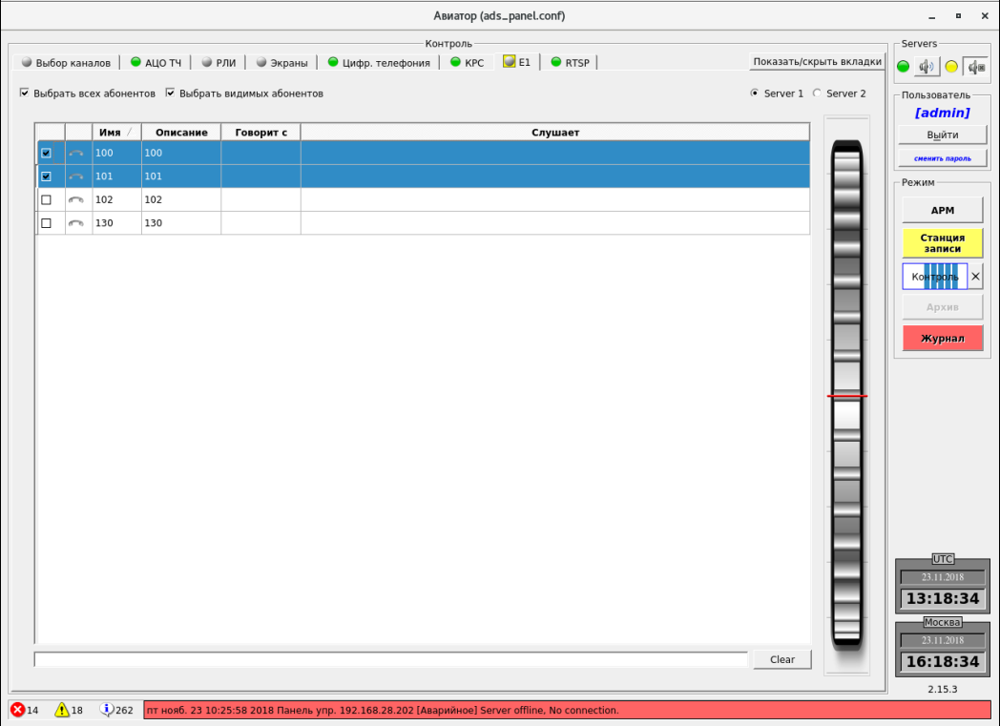 Авиатор (ads_panel.conf)
Контроль
Выбор каналов
АЦО ТЧ
РЛИ
Экраны
Цифр. телефония
КРС
E1
RTSP
Показать/скрыть вкладки
Выбрать всех абонентов
Выбрать видимых абонентов
Server 1
Server 2
Имя
Описание
Говорит с
Слушает
100 100
101 101
102 102
130 130
Clear
Servers
Пользователь
[admin]
Выйти
сменить пароль
Режим
АРМ
Станция
записи
Контроль
Архив
Журнал
UTC
23.11.2018
13:18:34
Москва
23.11.2018
16:18:34
2.15.3
14
18
262
пт нояб. 23 10:25:58 2018 Панель упр. 192.168.28.202 [Аварийное] Server offline, No connection.